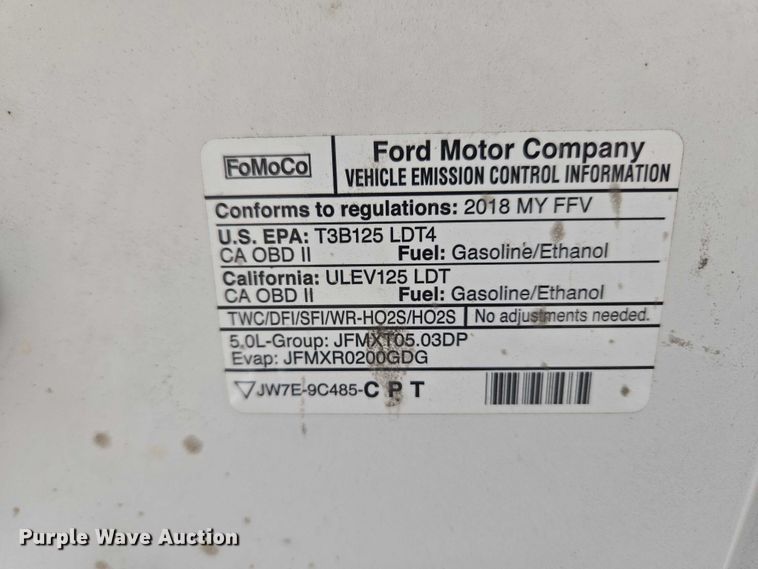 FoMoCo
Ford Motor Company
VEHICLE EMISSION CONTROL INFORMATION
Conforms to regulations: 2018 MY FFV
U.S. EPA: T3B125 LDT4
CA OBD II Fuel: Gasoline/Ethanol
California: ULEV125 LDT
CA OBD II Fuel: Gasoline/Ethanol
TWC/DFI/SFI/WR-HO2S/HO2S No adjustments needed.
5.0L-Group: JFMXT05.03DP
Evap: JFMXR0200GDG
JW7E-9C485-C P T
Purple Wave Auction